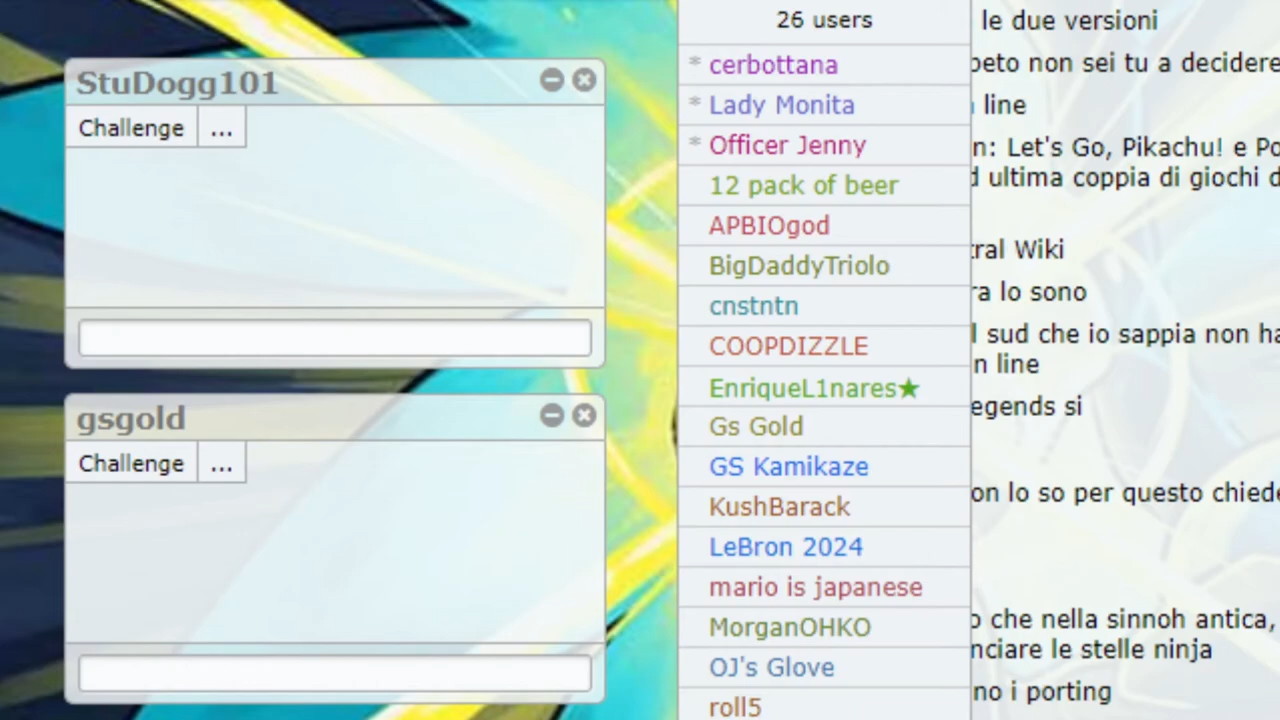 StuDogg101
Challenge
...
gsgold
Challenge
...
26 users
* cerbottana
* Lady Monita
* Officer Jenny
12 pack of beer
APBIOgod
BigDaddyTriolo
cnstntn
COOPDIZZLE
EnriqueL1nares★
Gs Gold
GS Kamikaze
KushBarack
LeBron 2024
mario is japanese
MorganOHKO
OJ's Glove
roll5
le due versioni
non sei tu a decidere
line
Let's Go, Pikachu! e
ultima coppia di giochi
Wiki
lo sono
sud che io sappia non
line
si
lo so per questo
che nella sinnoh antica,
le stelle ninja
no i porting